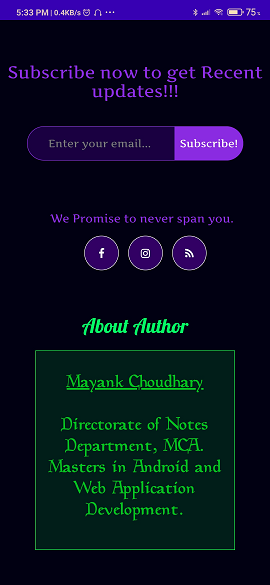 5:33 PM | 0.4KB/s
75%
Subscribe now to get Recent
updates!!!
Enter your email...
Subscribe!
We Promise to never span you.
About Author
Mayank Choudhary
Directorate of Notes
Department, MCA.
Masters in Android and
Web Application
Development.